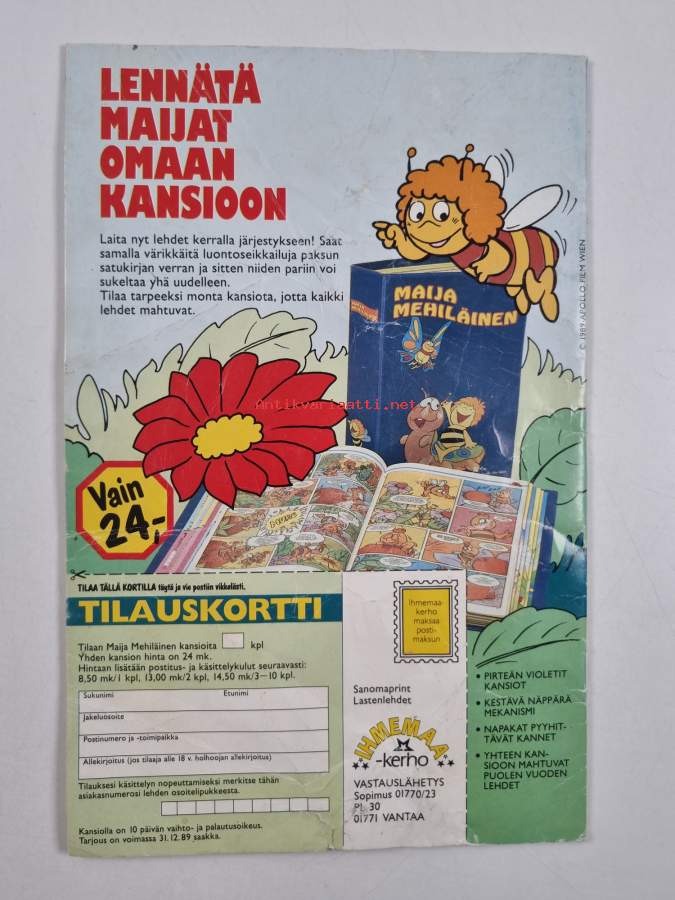 LENNÄTÄ
MAIJAT
OMAAN
KANSIOON
Laita nyt lehdet kerralla järjestykseen! Saat
samalla värikkäitä luontoseikkailuja paksun
satukirjan verran ja sitten niiden pariin voi
sukeltaa yhä uudelleen.
Tilaa tarpeeksi monta kansiota, jotta kaikki
lehdet mahtuvat.
MAIJA
MEHILÄINEN
© 1989 APOLLO FILM WIEN
Antikvariaatti.net
Vain
24,-
TILAA TÄLLÄ KORTILLA täytä ja vie postiin vikkelästi.
TILAUSKORTTI
Tilaan Maija Mehiläinen kansioita kpl
Yhden kansion hinta on 24 mk.
Hintaan lisätään postitus- ja käsittelykulut seuraavasti:
8,50 mk/1 kpl, 13,00 mk/2 kpl, 14,50 mk/3—10 kpl.
Sukunimi Etunimi
Jakeluosoite
Postinumero ja -toimipaikka
Allekirjoitus (jos tilaaja alle 18 v. holhoojan allekirjoitus)
Tilauksesi käsittelyn nopeuttamiseksi merkitse tähän
asiakasnumerosi lehden osoitelipukkeesta.
Kansiolla on 10 päivän vaihto- ja palautusoikeus.
Tarjous on voimassa 31.12.89 saakka.
Ihmemaa-
kerho
maksaa
posti-
maksun
Sanomaprint
Lastenlehdet
IHMEMAA
-kerho
VASTAUSLÄHETYS
Sopimus 01770/23
PL 30
01771 VANTAA
• PIRTEÄN VIOLETIT
KANSIOT
• KESTÄVÄ NÄPPÄRÄ
MEKANISMI
• NAPAKAT PYYHIT-
TÄVÄT KANNET
• YHTEEN KAN-
SIOON MAHTUVAT
PUOLEN VUODEN
LEHDET